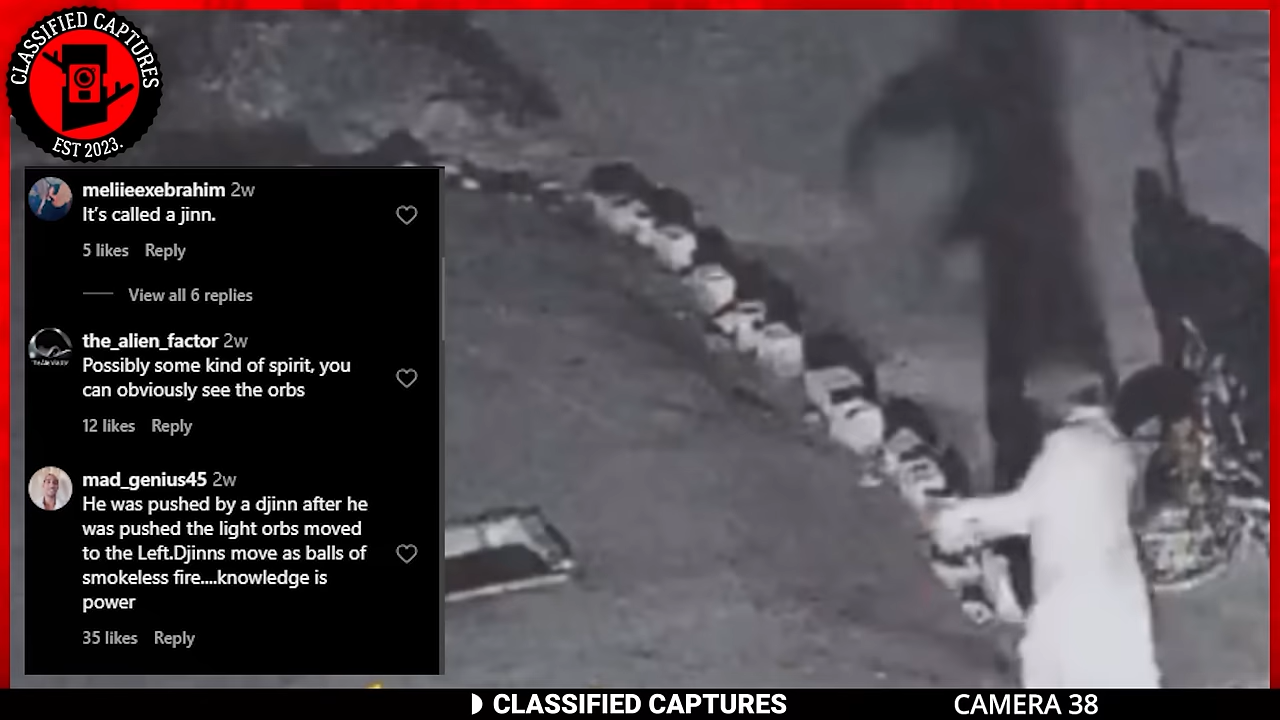 CLASSIFIED CAPTURES
EST 2023.
meliieexebrahim 2w
It's called a jinn.
5 likes Reply
View all 6 replies
the_alien_factor 2w
Possibly some kind of spirit, you
can obviously see the orbs
12 likes Reply
mad_genius45 2w
He was pushed by a djinn after he
was pushed the light orbs moved
to the Left.Djinns move as balls of
smokeless fire....knowledge is
power
35 likes Reply
CLASSIFIED CAPTURES
CAMERA 38